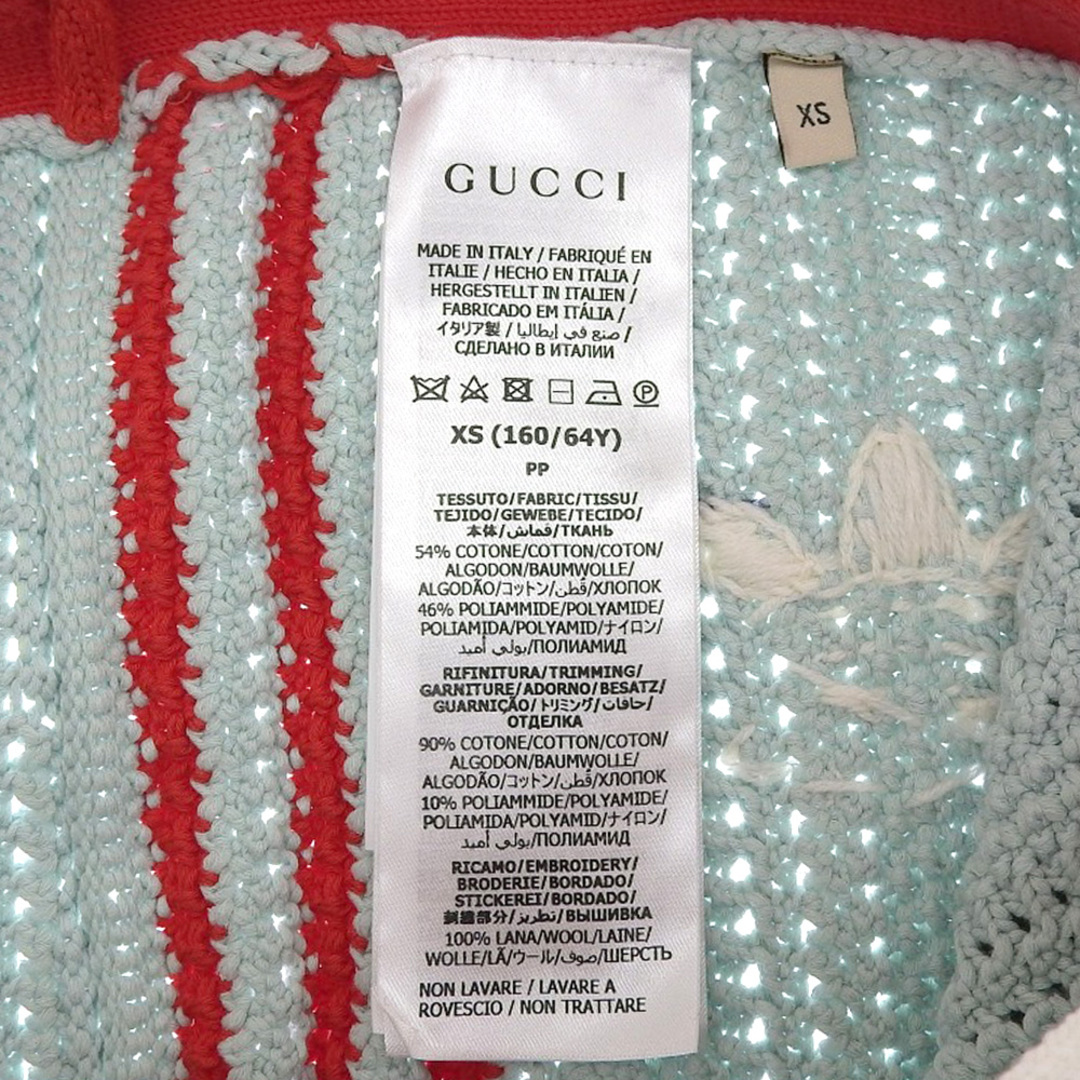 GUCCI
XS
MADE IN ITALY / FABRIQUÉ EN
ITALIE / HECHO EN ITALIA /
HERGESTELLT IN ITALIEN /
FABRICADO EM ITÁLIA /
イタリア製 / صنع في إيطاليا /
СДЕЛАНО В ИТАЛИИ
P
XS (160/64Y)
PP
TESSUTO/FABRIC/TISSU/
TEJIDO/GEWEBE/TECIDO/
本体/قماش/ТКАНЬ
54% COTONE/COTTON/COTON/
ALGODON/BAUMWOLLE/
ALGODÃO/コットン/قُطن/ХЛОПОК
46% POLIAMMIDE/POLYAMIDE/
POLIAMIDA/POLYAMID/ナイロン/
بولي أميد/ПОЛИАМИД
RIFINITURA/TRIMMING/
GARNITURE/ADORNO/BESATZ/
GUARNIÇÃO/トリミング/حافات/
ОТДЕЛКА
90% COTONE/COTTON/COTON/
ALGODON/BAUMWOLLE/
ALGODÃO/コットン/قُطن/ХЛОПОК
10% POLIAMMIDE/POLYAMIDE/
POLIAMIDA/POLYAMID/ナイロン/
بولي أميد/ПОЛИАМИД
RICAMO/EMBROIDERY/
BRODERIE/BORDADO/
STICKEREI/BORDADO/
刺繍部分/تطريز/ВЫШИВКА
100% LANA/WOOL/LAINE/
WOLLE/LÃ/ウール/صوف/ШЕРСТЬ
NON LAVARE / LAVARE A
ROVESCIO / NON TRATTARE